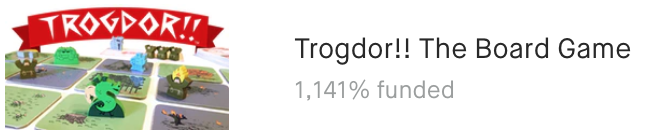 TROGDOR!!
Trogdor!! The Board Game
1,141% funded